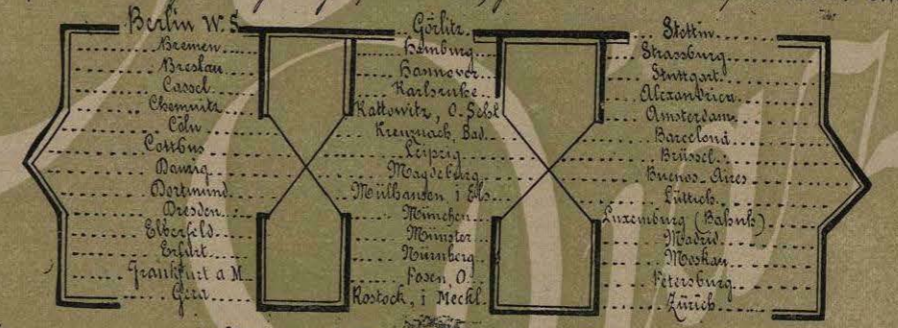 Berlin W. S.
Bremen
Breslau
Cassel
Chemnitz
Cöln
Cottbus
Danzig
Dortmund
Dresden
Elberfeld
Erfurt
Frankfurt a M.
Gera
Görlitz
Hamburg
Hannover
Karlsruhe
Kattowitz, O. Schl
Kreuznach, Bad.
Leipzig
Magdeburg
Mülhausen i Els.
München
Münster
Nürnberg
Posen, O.
Rostock, i Meckl.
Stettin
Strassburg
Stuttgart
Alexandrien
Amsterdam
Barcelona
Brüssel
Buenos-Aires
Lüttich
Luxemburg (Bahnh)
Madrid
Moskau
Petersburg
Zürich